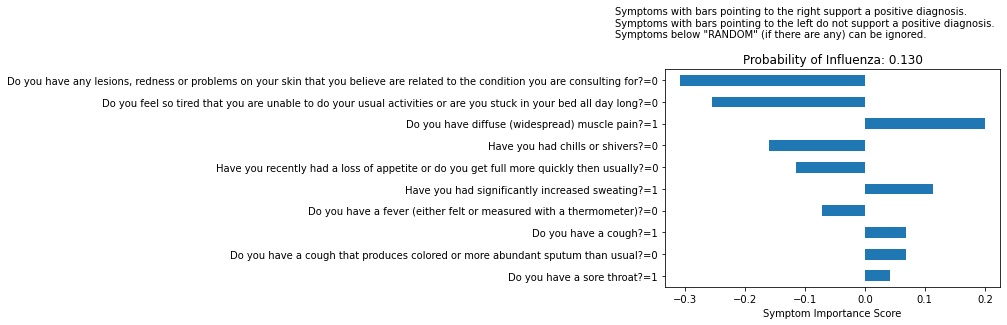 Symptoms with bars pointing to the right support a positive diagnosis.
Symptoms with bars pointing to the left do not support a positive diagnosis.
Symptoms below "RANDOM" (if there are any) can be ignored.
Probability of Influenza: 0.130
Do you have any lesions, redness or problems on your skin that you believe are related to the condition you are consulting for?=0
Do you feel so tired that you are unable to do your usual activities or are you stuck in your bed all day long?=0
Do you have diffuse (widespread) muscle pain?=1
Have you had chills or shivers?=0
Have you recently had a loss of appetite or do you get full more quickly then usually?=0
Have you had significantly increased sweating?=1
Do you have a fever (either felt or measured with a thermometer)?=0
Do you have a cough?=1
Do you have a cough that produces colored or more abundant sputum than usual?=0
Do you have a sore throat?=1
−0.3 −0.2 −0.1 0.0 0.1 0.2
Symptom Importance Score